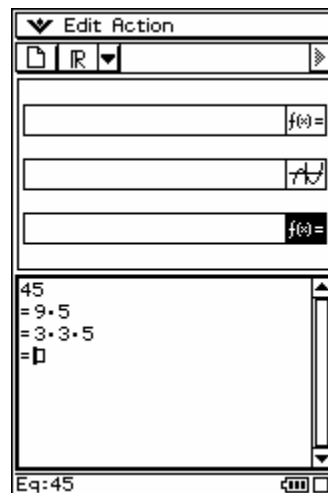 Edit Action
ℝ
f(x)=
f(x)=
45
=9·5
=3·3·5
=
Eq:45